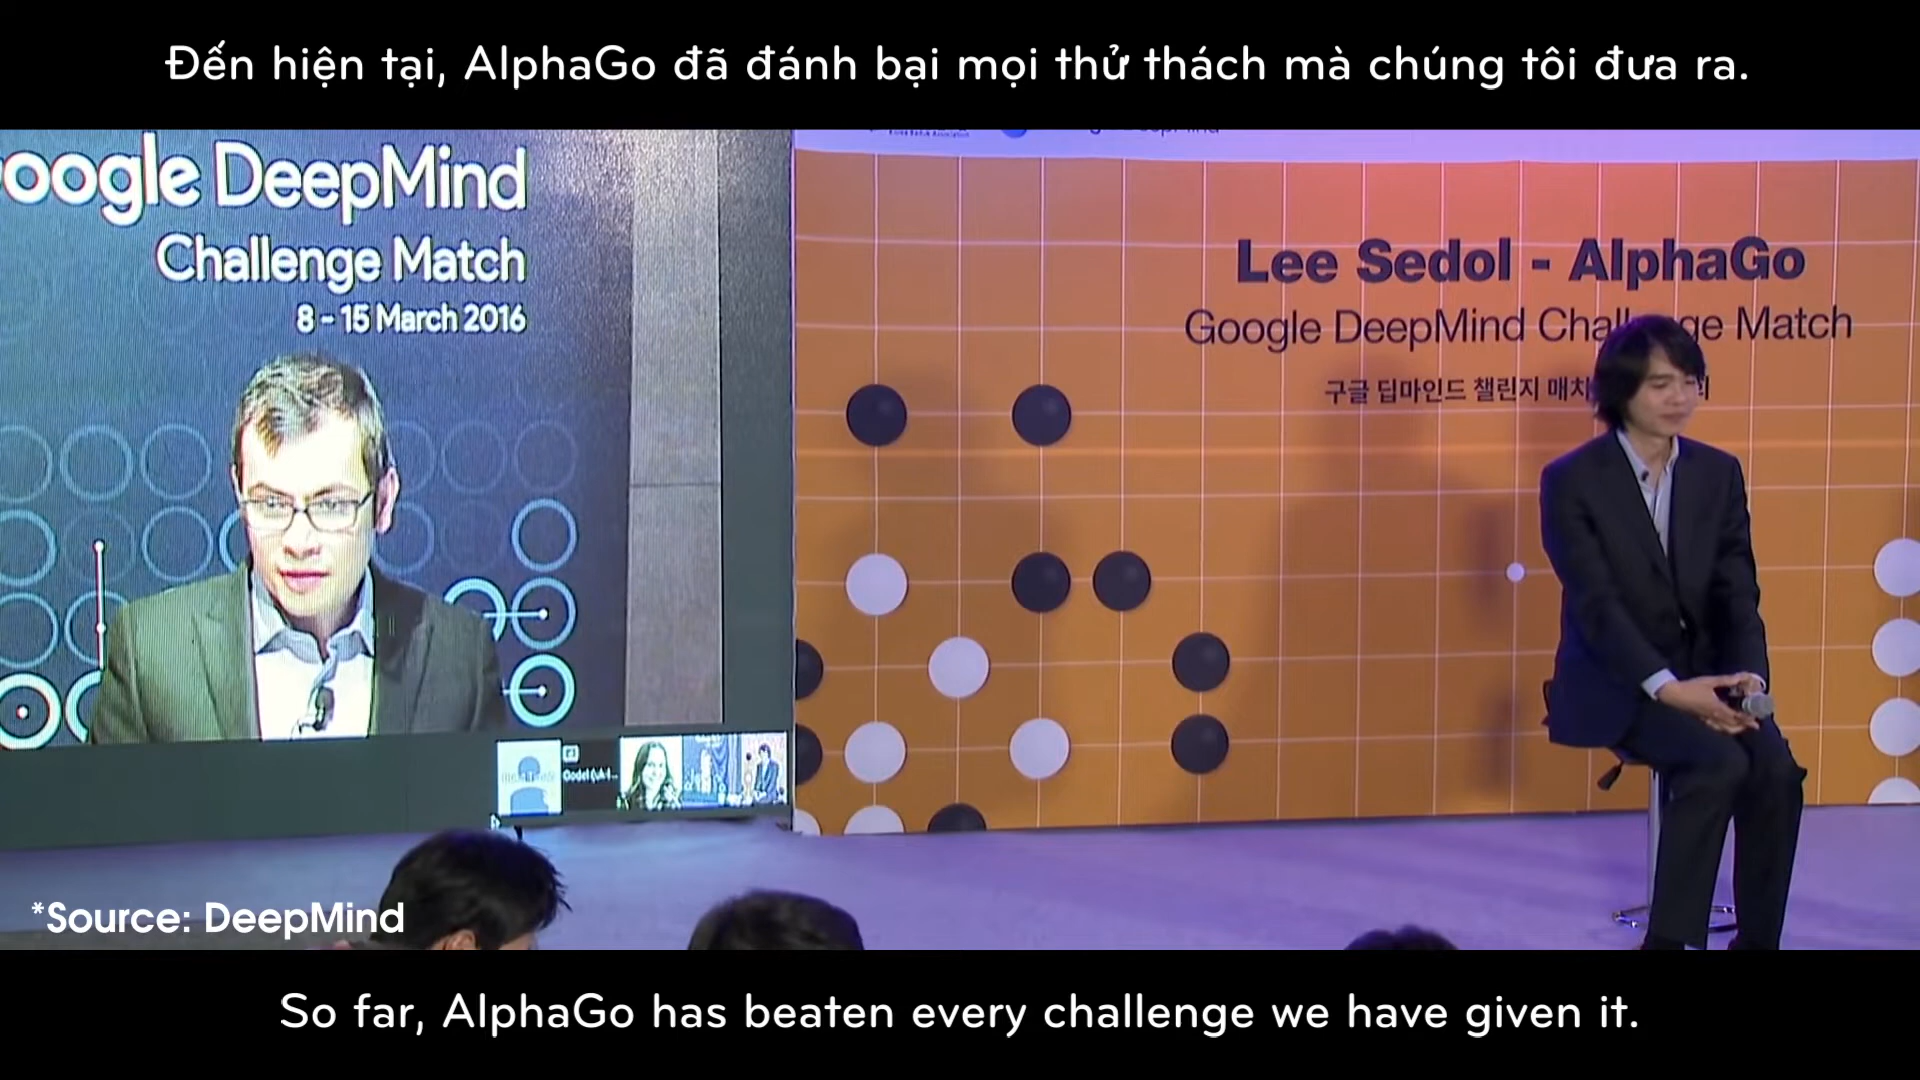 Đến hiện tại, AlphaGo đã đánh bại mọi thử thách mà chúng tôi đưa ra.
oogle DeepMind
Challenge Match
8 - 15 March 2016
Lee Sedol - AlphaGo
Google DeepMind Challenge Match
구글 딥마인드 챌린지 매치
*Source: DeepMind
So far, AlphaGo has beaten every challenge we have given it.